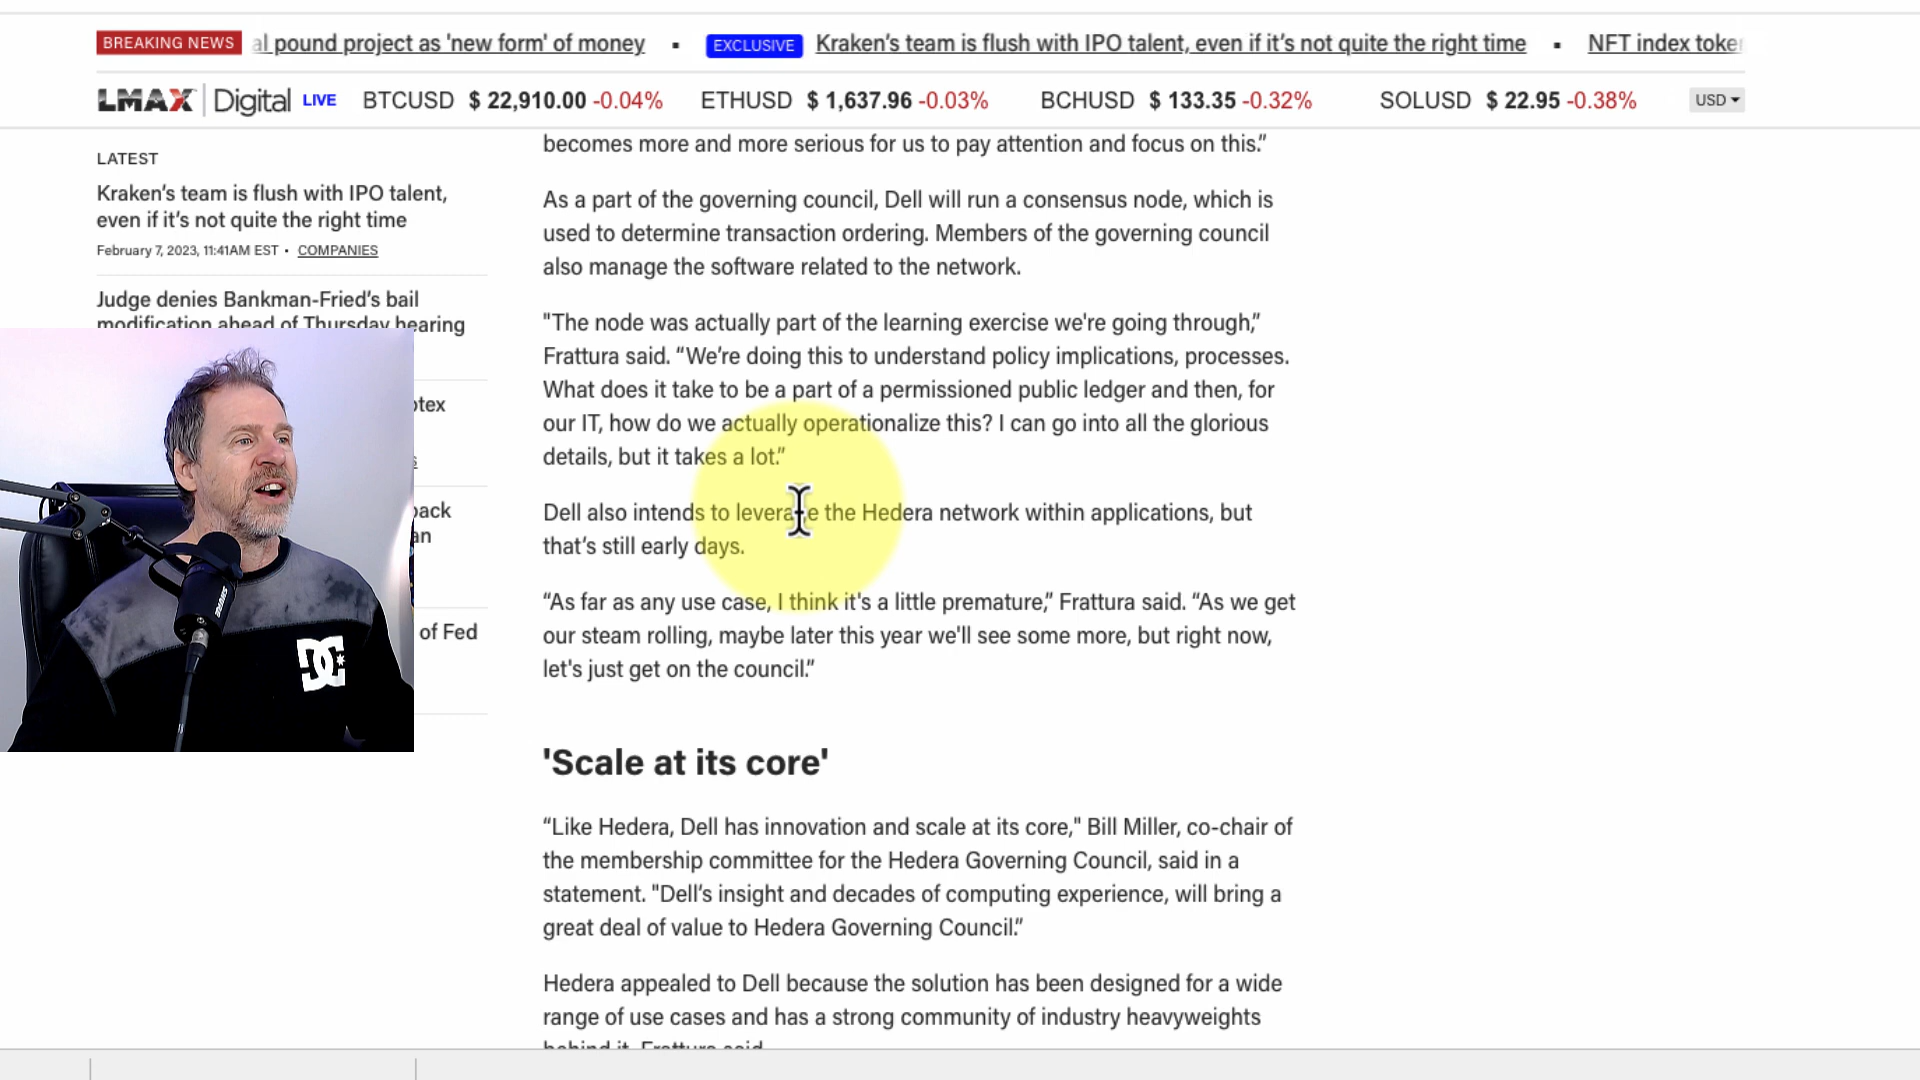 BREAKING NEWS al pound project as 'new form' of money ▪ EXCLUSIVE Kraken’s team is flush with IPO talent, even if it’s not quite the right time ▪ NFT index toke
LMAX Digital LIVE BTCUSD $ 22,910.00 -0.04% ETHUSD $ 1,637.96 -0.03% BCHUSD $ 133.35 -0.32% SOLUSD $ 22.95 -0.38% USD
LATEST
Kraken’s team is flush with IPO talent,
even if it’s not quite the right time
February 7, 2023, 11:41AM EST • COMPANIES
Judge denies Bankman-Fried’s bail
modification ahead of Thursday hearing
otex
s
back
an
of Fed
becomes more and more serious for us to pay attention and focus on this.”
As a part of the governing council, Dell will run a consensus node, which is
used to determine transaction ordering. Members of the governing council
also manage the software related to the network.
"The node was actually part of the learning exercise we're going through,”
Frattura said. “We’re doing this to understand policy implications, processes.
What does it take to be a part of a permissioned public ledger and then, for
our IT, how do we actually operationalize this? I can go into all the glorious
details, but it takes a lot.”
Dell also intends to leverage the Hedera network within applications, but
that’s still early days.
“As far as any use case, I think it's a little premature,” Frattura said. “As we get
our steam rolling, maybe later this year we'll see some more, but right now,
let's just get on the council.”
'Scale at its core'
“Like Hedera, Dell has innovation and scale at its core," Bill Miller, co-chair of
the membership committee for the Hedera Governing Council, said in a
statement. "Dell’s insight and decades of computing experience, will bring a
great deal of value to Hedera Governing Council.”
Hedera appealed to Dell because the solution has been designed for a wide
range of use cases and has a strong community of industry heavyweights
behind it, Frattura said.
SHURE
DC